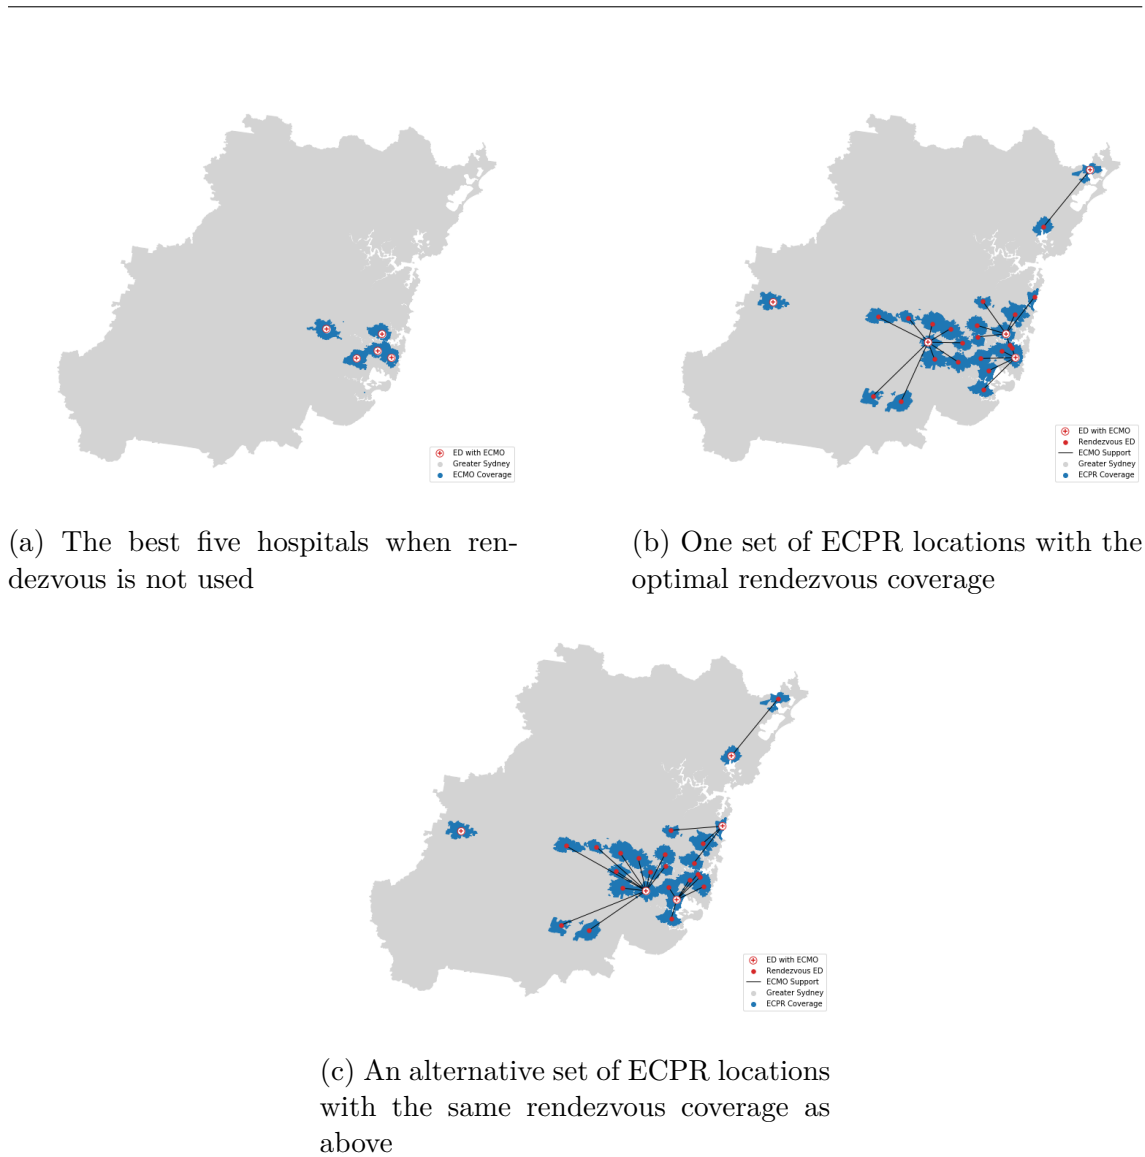 ED with ECMO
Greater Sydney
ECMO Coverage
ED with ECMO
Rendezvous ED
ECMO Support
Greater Sydney
ECPR Coverage
(a) The best five hospitals when ren-
dezvous is not used
(b) One set of ECPR locations with the
optimal rendezvous coverage
ED with ECMO
Rendezvous ED
ECMO Support
Greater Sydney
ECPR Coverage
(c) An alternative set of ECPR locations
with the same rendezvous coverage as
above